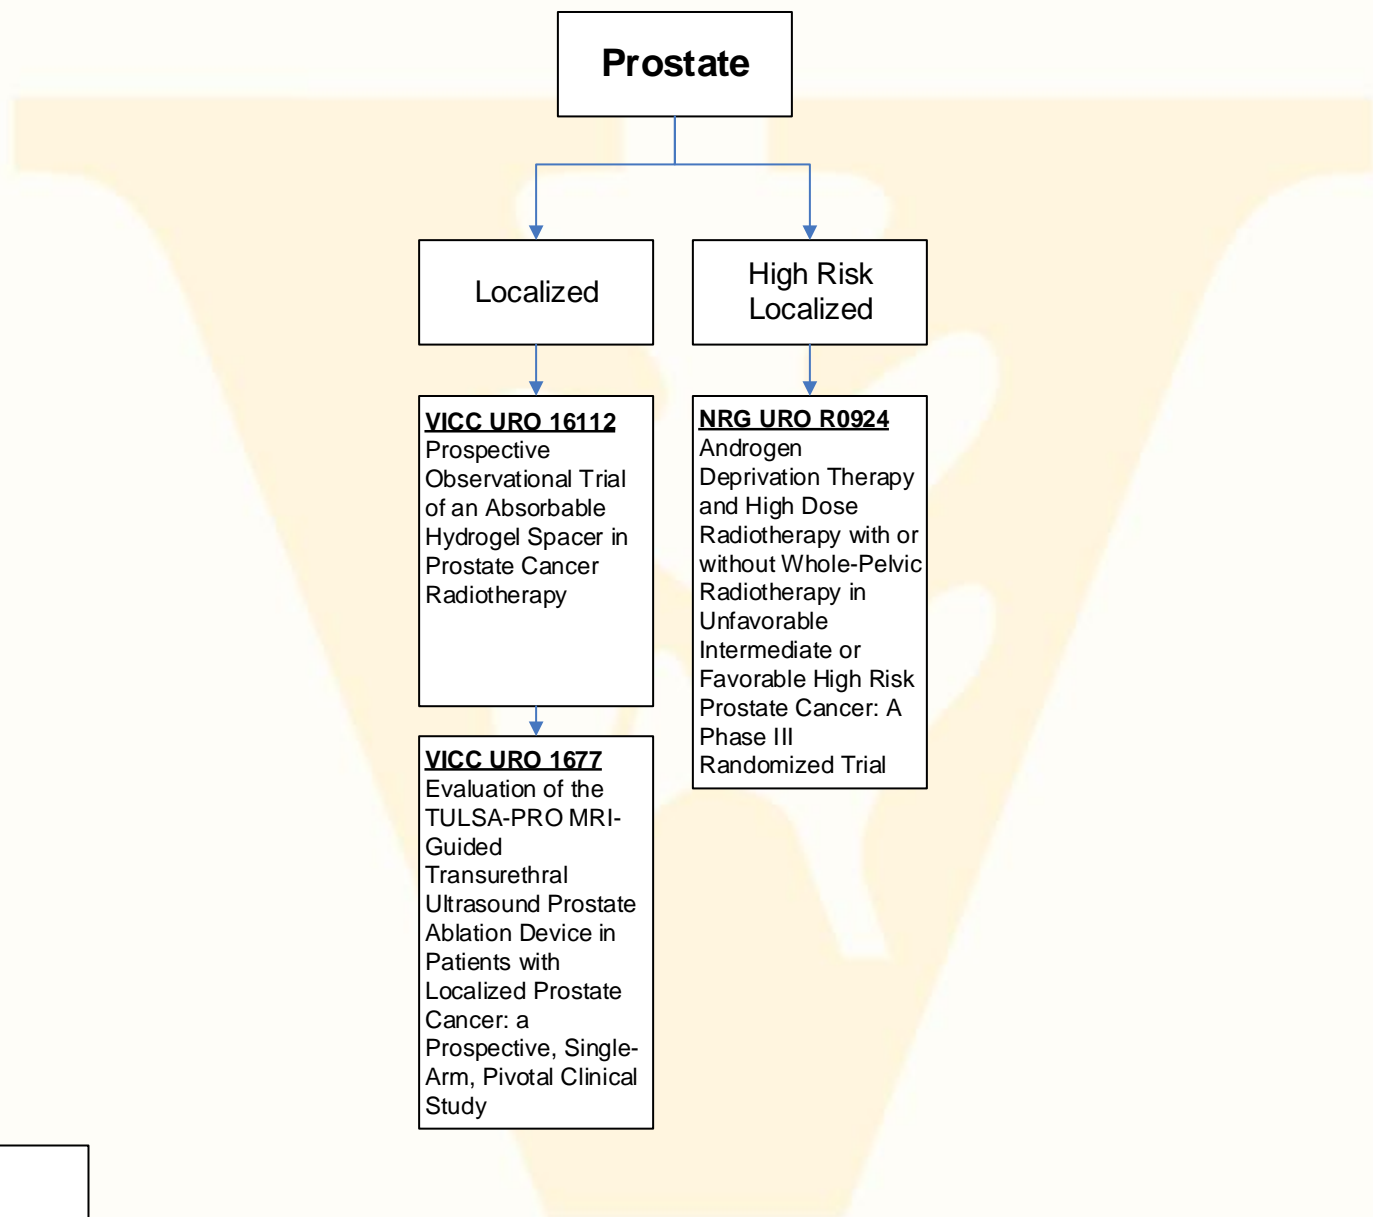 Prostate
Localized
High Risk
Localized
VICC URO 16112
Prospective
Observational Trial
of an Absorbable
Hydrogel Spacer in
Prostate Cancer
Radiotherapy
NRG URO R0924
Androgen
Deprivation Therapy
and High Dose
Radiotherapy with or
without Whole-Pelvic
Radiotherapy in
Unfavorable
Intermediate or
Favorable High Risk
Prostate Cancer: A
Phase III
Randomized Trial
VICC URO 1677
Evaluation of the
TULSA-PRO MRI-
Guided
Transurethral
Ultrasound Prostate
Ablation Device in
Patients with
Localized Prostate
Cancer: a
Prospective, Single-
Arm, Pivotal Clinical
Study